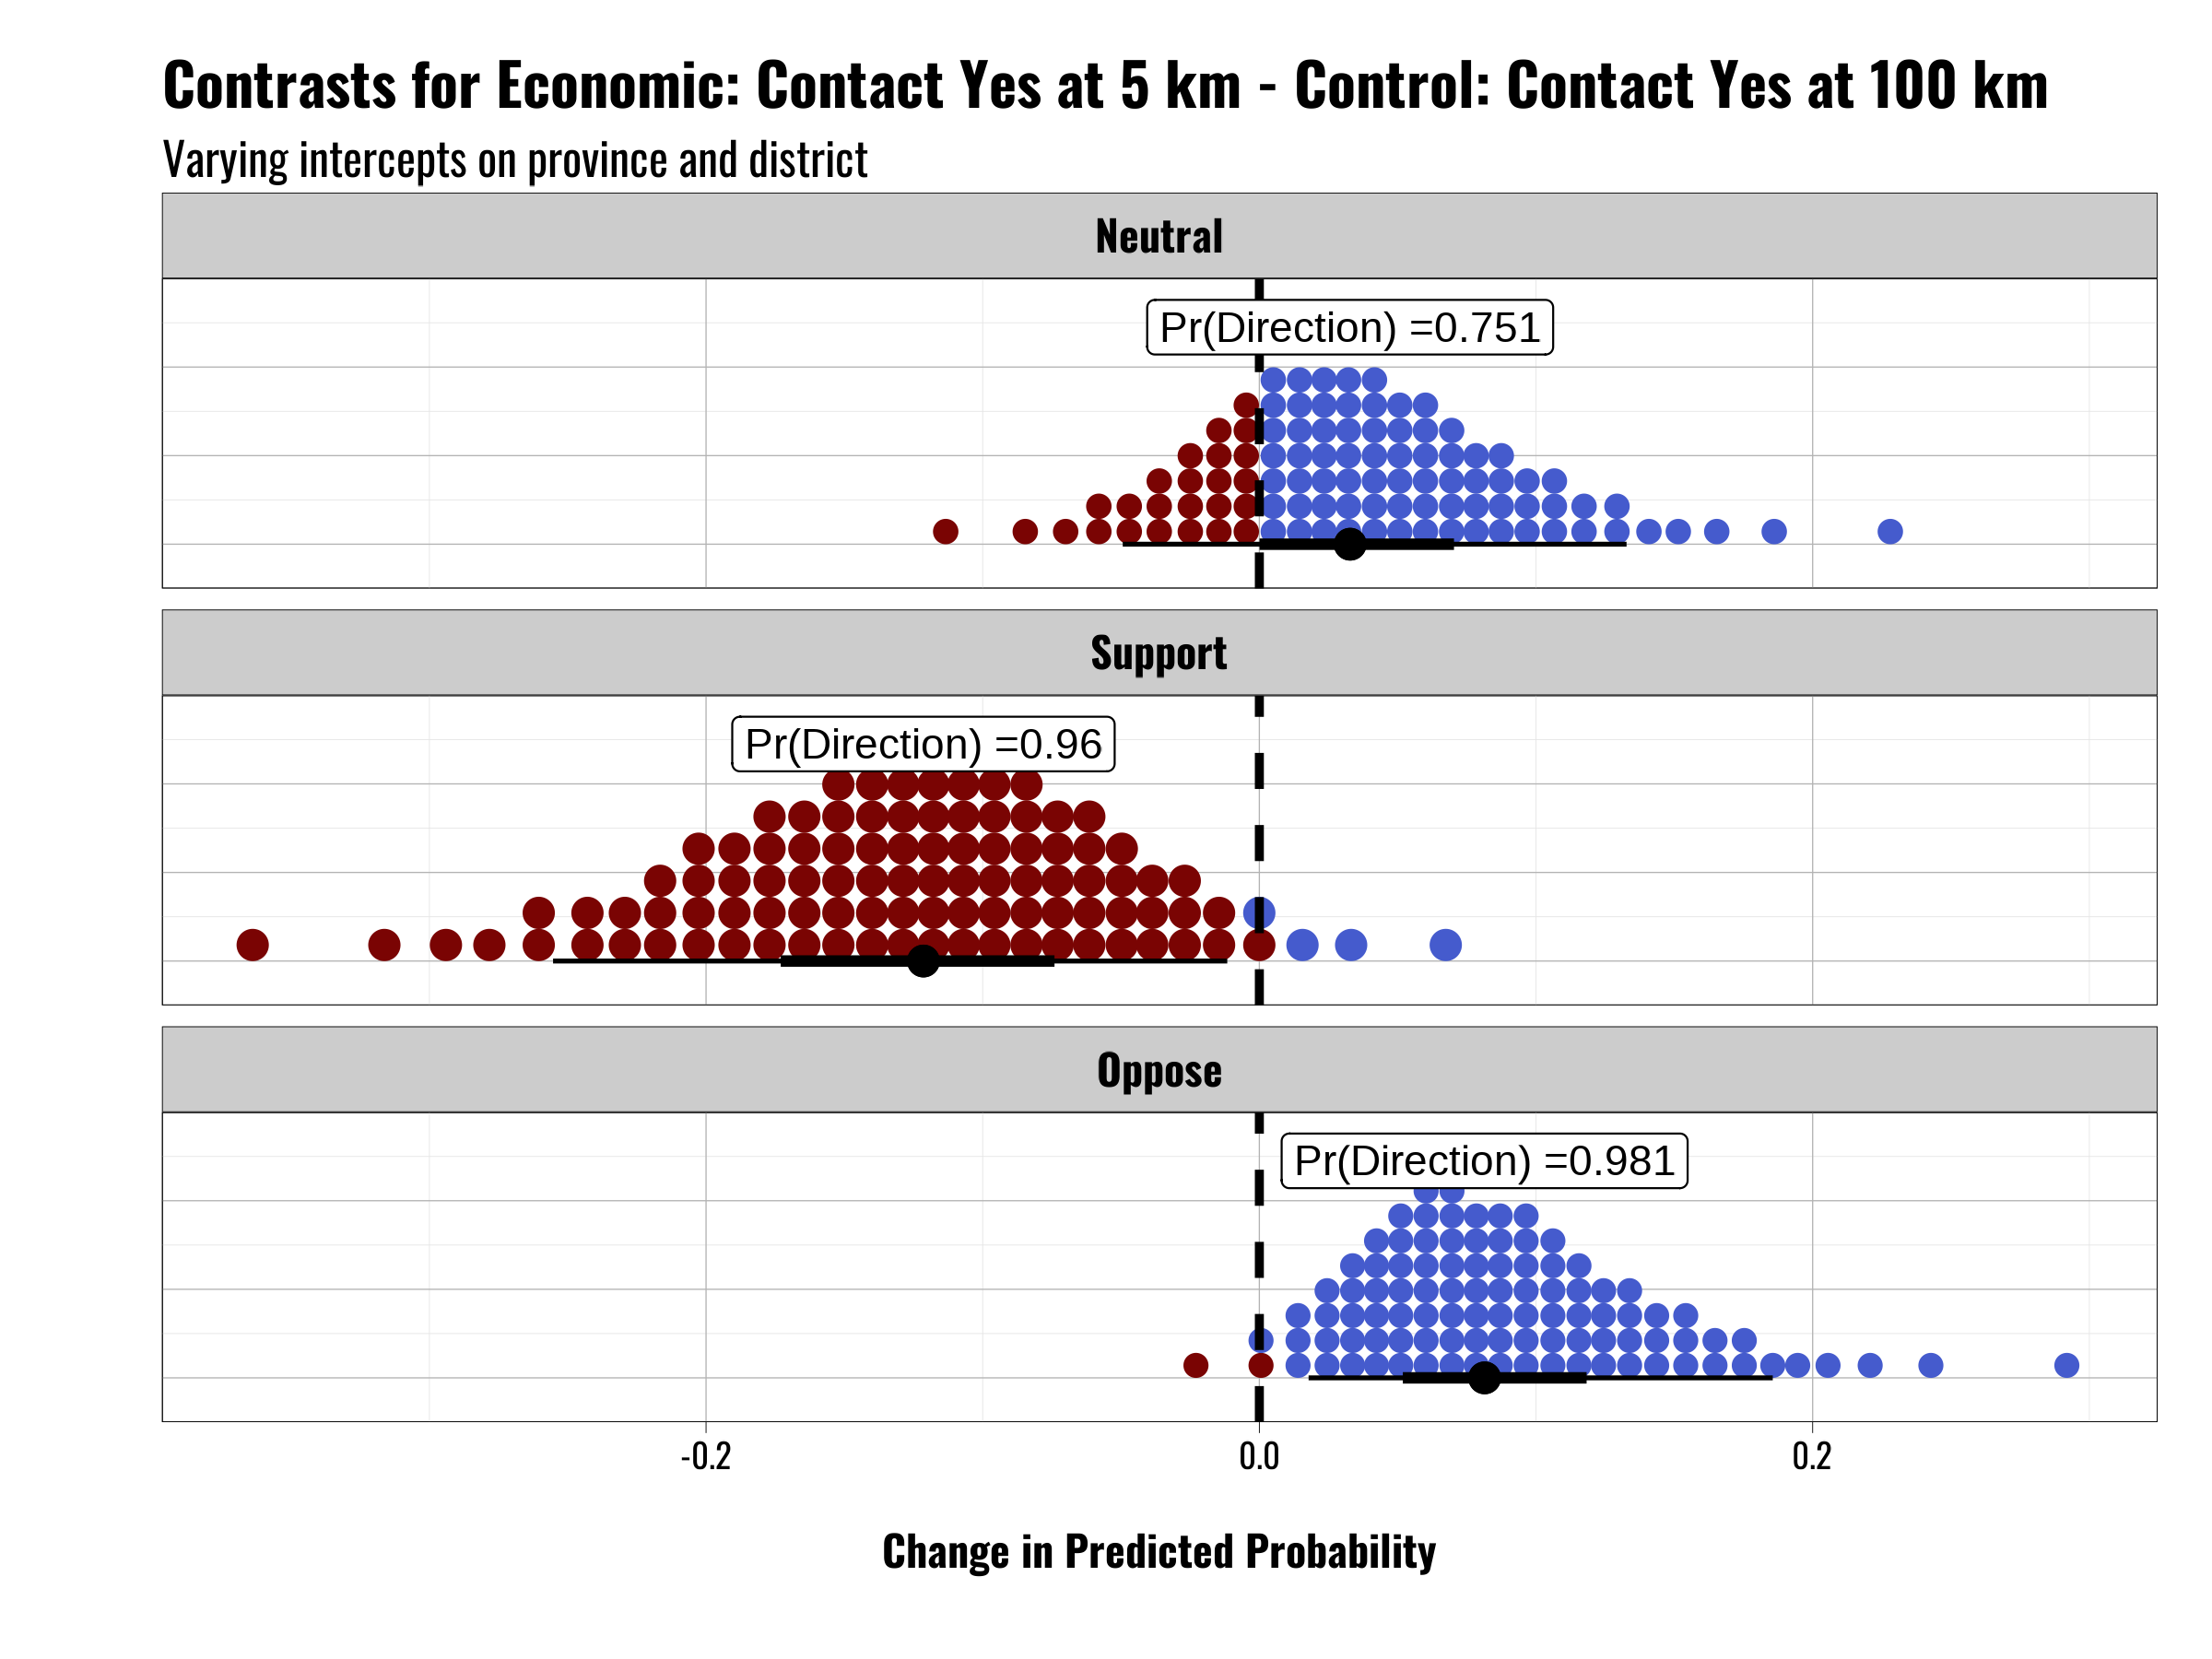 Contrasts for Economic: Contact Yes at 5 km - Control: Contact Yes at 100 km
Varying intercepts on province and district
Neutral
Pr(Direction) =0.751
Support
Pr(Direction) =0.96
Oppose
Pr(Direction) =0.981
-0.2 0.0 0.2
Change in Predicted Probability